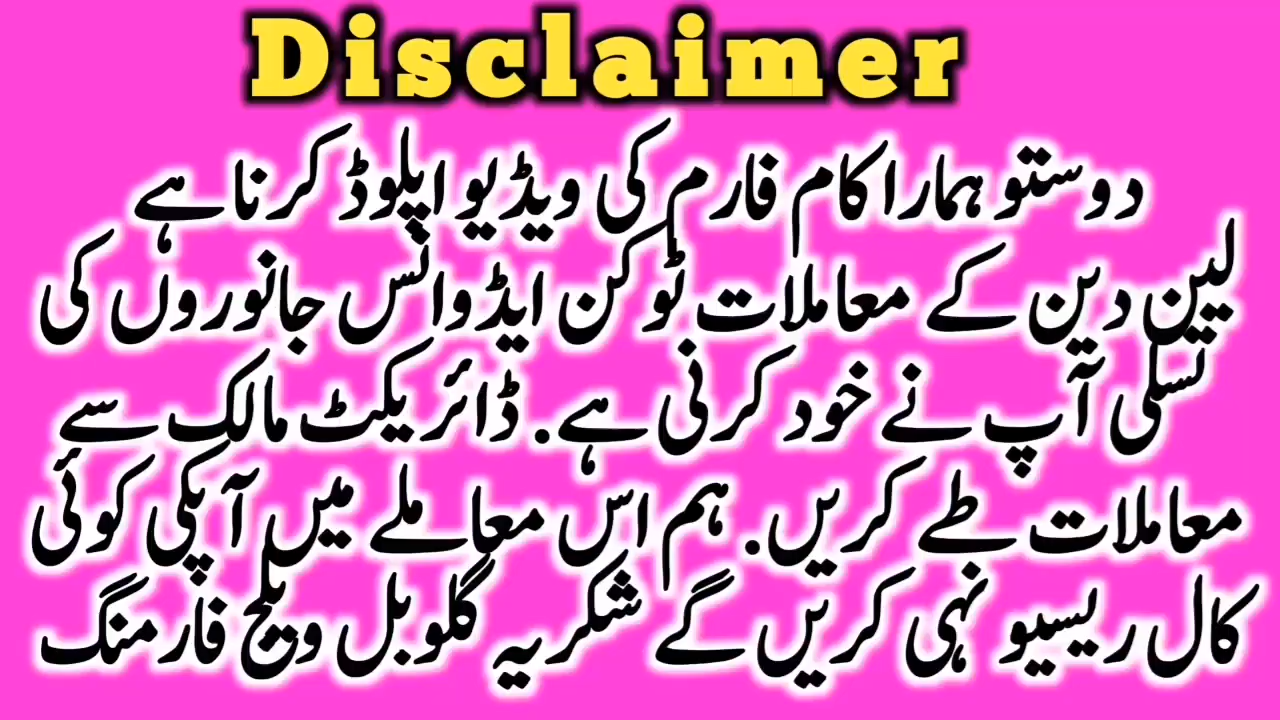 Disclaimer
دوستو ہمارا کام فارم کی ویڈیو اپلوڈ کرنا ہے
لین دین کے معاملات ٹوکن ایڈوانس جانوروں کی
تسلی آپ نے خود کرنی ہے. ڈائریکٹ مالک سے
معاملات طے کریں. ہم اس معاملے میں آپکی کوئی
کال ریسیو نہی کریں گے شکریہ گلوبل ویلج فارمنگ